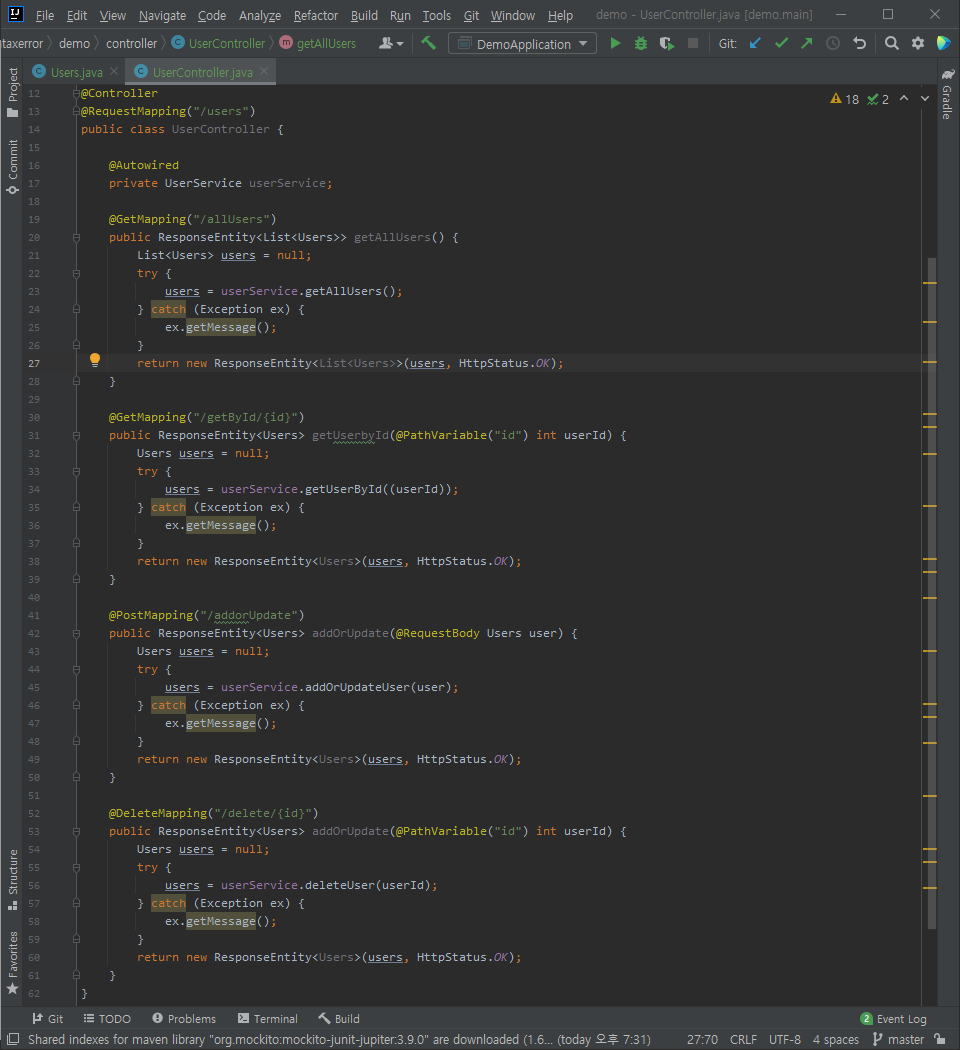 File Edit View Navigate Code Analyze Refactor Build Run Tools Git Window Help demo - UserController.java [demo.main]
taxerror demo controller UserController getAllUsers DemoApplication Git:
Users.java UserController.java
Project
Commit
Structure
Favorites
Gradle
18 2
12 @Controller
13 @RequestMapping("/users")
14 public class UserController {
15
16 @Autowired
17 private UserService userService;
18
19 @GetMapping("/allUsers")
20 public ResponseEntity<List<Users>> getAllUsers() {
21 List<Users> users = null;
22 try {
23 users = userService.getAllUsers();
24 } catch (Exception ex) {
25 ex.getMessage();
26 }
27 return new ResponseEntity<List<Users>>(users, HttpStatus.OK);
28 }
29
30 @GetMapping("/getById/{id}")
31 public ResponseEntity<Users> getUserbyId(@PathVariable("id") int userId) {
32 Users users = null;
33 try {
34 users = userService.getUserById((userId));
35 } catch (Exception ex) {
36 ex.getMessage();
37 }
38 return new ResponseEntity<Users>(users, HttpStatus.OK);
39 }
40
41 @PostMapping("/addorUpdate")
42 public ResponseEntity<Users> addOrUpdate(@RequestBody Users user) {
43 Users users = null;
44 try {
45 users = userService.addOrUpdateUser(user);
46 } catch (Exception ex) {
47 ex.getMessage();
48 }
49 return new ResponseEntity<Users>(users, HttpStatus.OK);
50 }
51
52 @DeleteMapping("/delete/{id}")
53 public ResponseEntity<Users> addOrUpdate(@PathVariable("id") int userId) {
54 Users users = null;
55 try {
56 users = userService.deleteUser(userId);
57 } catch (Exception ex) {
58 ex.getMessage();
59 }
60 return new ResponseEntity<Users>(users, HttpStatus.OK);
61 }
62 }
Git TODO Problems Terminal Build 2 Event Log
Shared indexes for maven library "org.mockito:mockito-junit-jupiter:3.9.0" are downloaded (1.6... (today 오후 7:31) 27:70 CRLF UTF-8 4 spaces master